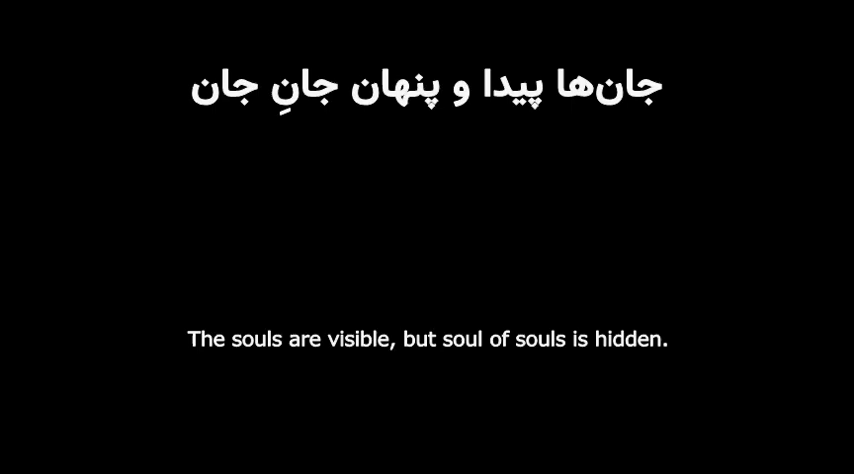 جان‌ها پیدا و پنهان جانِ جان
The souls are visible, but soul of souls is hidden.